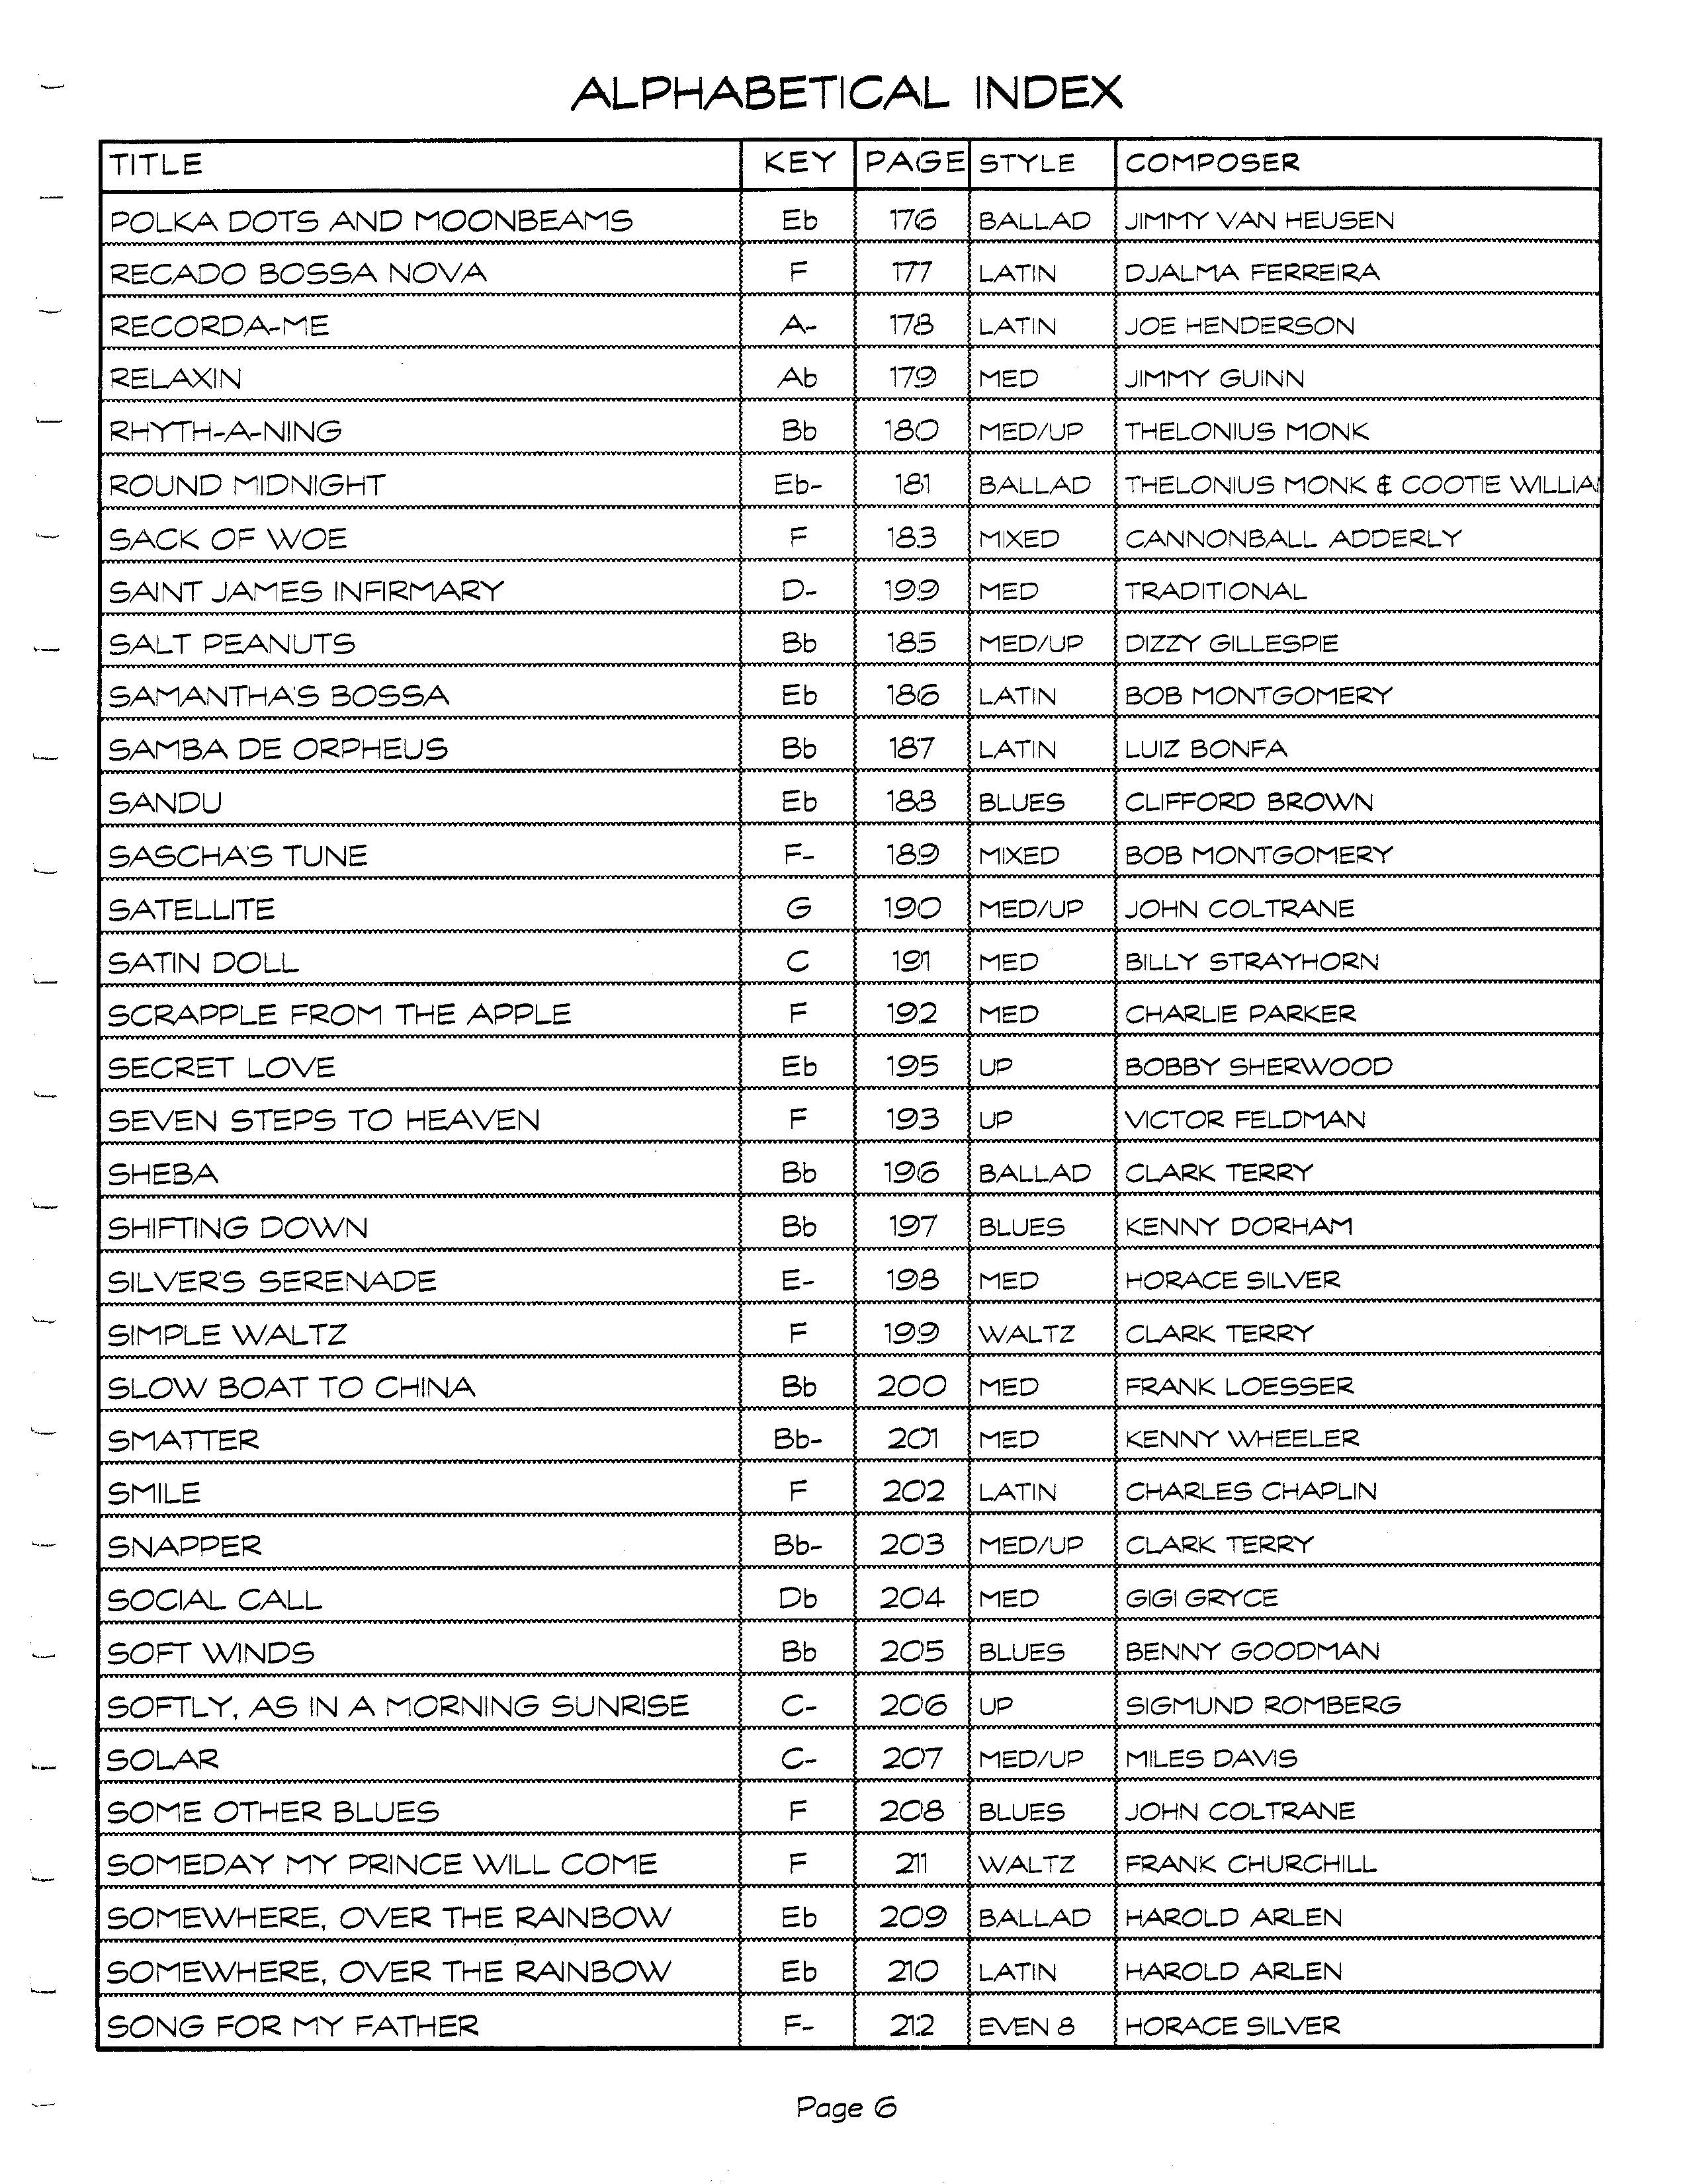 ALPHABETICAL INDEX
TITLE KEY PAGE STYLE COMPOSER
POLKA DOTS AND MOONBEAMS Eb 176 BALLAD JIMMY VAN HEUSEN
RECADO BOSSA NOVA F 177 LATIN DJALMA FERREIRA
RECORDA-ME A- 178 LATIN JOE HENDERSON
RELAXIN Ab 179 MED JIMMY GUINN
RHYTH-A-NING Bb 180 MED/UP THELONIUS MONK
ROUND MIDNIGHT Eb- 181 BALLAD THELONIUS MONK & COOTIE WILLIA
SACK OF WOE F 183 MIXED CANNONBALL ADDERLY
SAINT JAMES INFIRMARY D- 199 MED TRADITIONAL
SALT PEANUTS Bb 185 MED/UP DIZZY GILLESPIE
SAMANTHA'S BOSSA Eb 186 LATIN BOB MONTGOMERY
SAMBA DE ORPHEUS Bb 187 LATIN LUIZ BONFA
SANDU Eb 188 BLUES CLIFFORD BROWN
SASCHA'S TUNE F- 189 MIXED BOB MONTGOMERY
SATELLITE G 190 MED/UP JOHN COLTRANE
SATIN DOLL C 191 MED BILLY STRAYHORN
SCRAPPLE FROM THE APPLE F 192 MED CHARLIE PARKER
SECRET LOVE Eb 195 UP BOBBY SHERWOOD
SEVEN STEPS TO HEAVEN F 193 UP VICTOR FELDMAN
SHEBA Bb 196 BALLAD CLARK TERRY
SHIFTING DOWN Bb 197 BLUES KENNY DORHAM
SILVER'S SERENADE E- 198 MED HORACE SILVER
SIMPLE WALTZ F 199 WALTZ CLARK TERRY
SLOW BOAT TO CHINA Bb 200 MED FRANK LOESSER
SMATTER Bb- 201 MED KENNY WHEELER
SMILE F 202 LATIN CHARLES CHAPLIN
SNAPPER Bb- 203 MED/UP CLARK TERRY
SOCIAL CALL Db 204 MED GIGI GRYCE
SOFT WINDS Bb 205 BLUES BENNY GOODMAN
SOFTLY, AS IN A MORNING SUNRISE C- 206 UP SIGMUND ROMBERG
SOLAR C- 207 MED/UP MILES DAVIS
SOME OTHER BLUES F 208 BLUES JOHN COLTRANE
SOMEDAY MY PRINCE WILL COME F 211 WALTZ FRANK CHURCHILL
SOMEWHERE, OVER THE RAINBOW Eb 209 BALLAD HAROLD ARLEN
SOMEWHERE, OVER THE RAINBOW Eb 210 LATIN HAROLD ARLEN
SONG FOR MY FATHER F- 212 EVEN 8 HORACE SILVER
Page 6